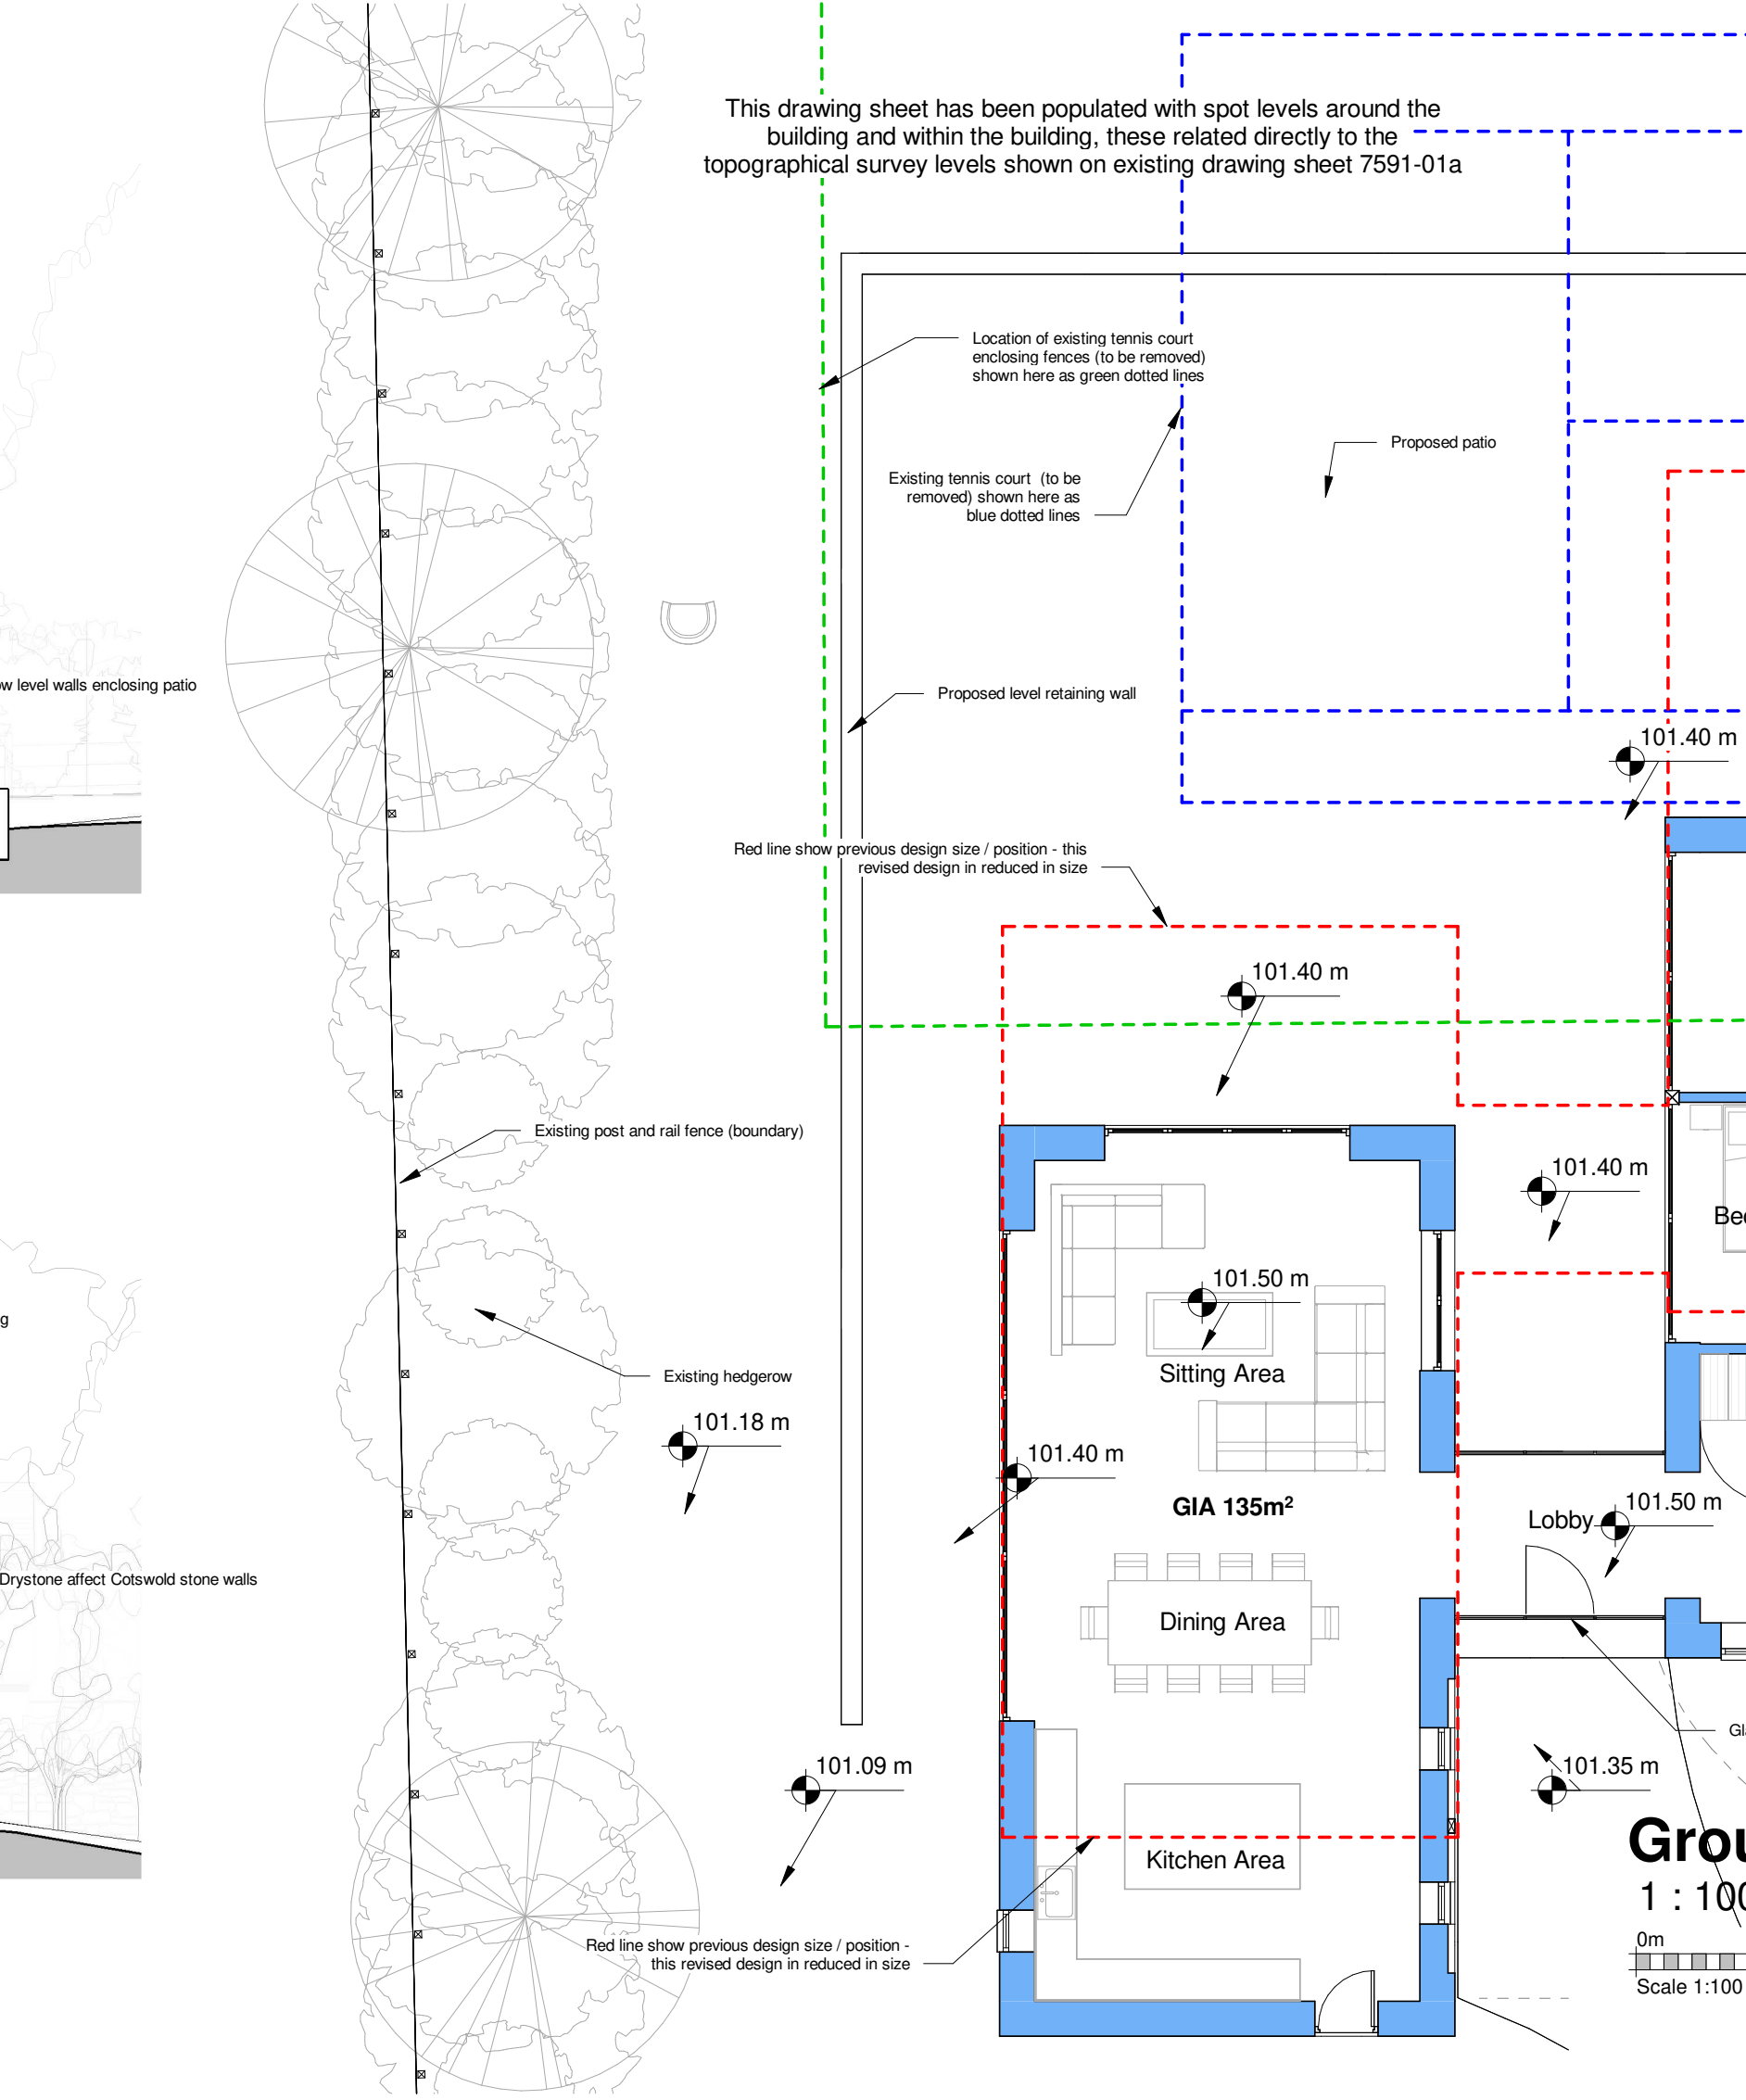 This drawing sheet has been populated with spot levels around the
building and within the building, these related directly to the
topographical survey levels shown on existing drawing sheet 7591-01a
Location of existing tennis court
enclosing fences (to be removed)
shown here as green dotted lines
Proposed patio
Existing tennis court (to be
removed) shown here as
blue dotted lines
level walls enclosing patio
Proposed level retaining wall
101.40 m
Red line show previous design size / position - this
revised design in reduced in size
101.40 m
Existing post and rail fence (boundary)
101.40 m
101.50 m
Sitting Area
Existing hedgerow
101.18 m
101.40 m
GIA 135m²
101.50 m
Lobby
Drystone affect Cotswold stone walls
Dining Area
101.09 m
101.35 m
Kitchen Area
1 : 100
Red line show previous design size / position -
this revised design in reduced in size
0m
Scale 1:100